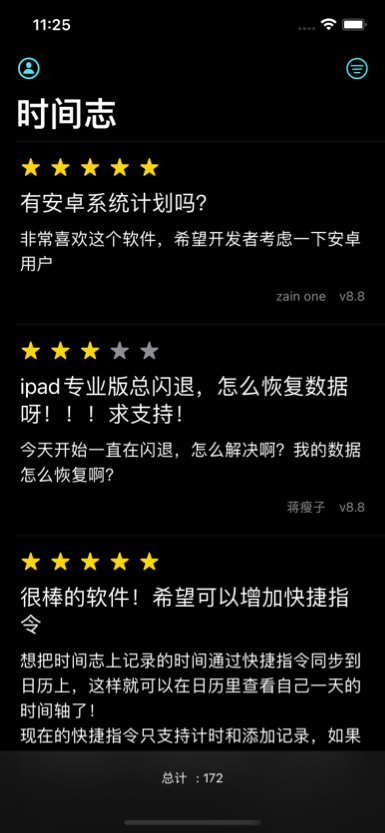 11:25
时间志
有安卓系统计划吗？
非常喜欢这个软件，希望开发者考虑一下安卓
用户
zain one v8.8
ipad专业版总闪退，怎么恢复数据
呀！！！求支持！
今天开始一直在闪退，怎么解决啊？我的数据
怎么恢复啊？
蒋瘦子 v8.8
很棒的软件！希望可以增加快捷指
令
想把时间志上记录的时间通过快捷指令同步到
日历上，这样就可以在日历里查看自己一天的
时间轴了！
现在的快捷指令只支持计时和添加记录，如果
总计 : 172